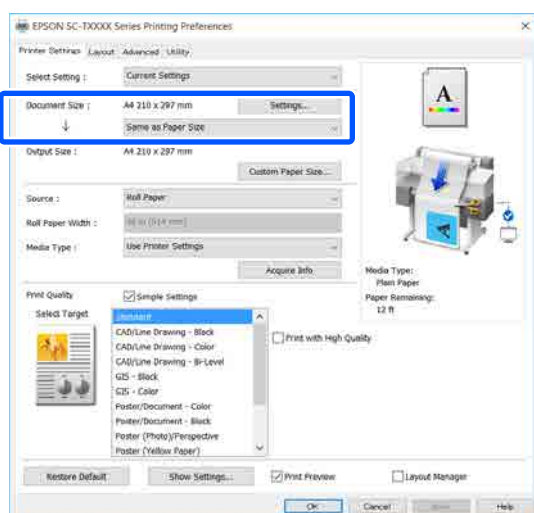 EPSON SC-TXXXX Series Printing Preferences
Printer Settings Layout Advanced Utility
Select Setting : Current Settings
Document Size : A4 210 x 297 mm Settings...
↓ Same as Paper Size
Output Size : A4 210 x 297 mm
Custom Paper Size...
Source : Roll Paper
Roll Paper Width :
Media Type : Use Printer Settings
Acquire Info
A
Media Type:
Plain Paper
Paper Remaining:
12 ft
Print Quality Simple Settings
Select Target
Standard
CAD/Line Drawing - Black
CAD/Line Drawing - Color
CAD/Line Drawing - Bi-Level
GIS - Black
GIS - Color
Poster/Document - Color
Poster/Document - Black
Poster (Photo)/Perspective
Poster (Yellow Paper)
Print with High Quality
Restore Default Show Settings... Print Preview Layout Manager
OK Cancel Help